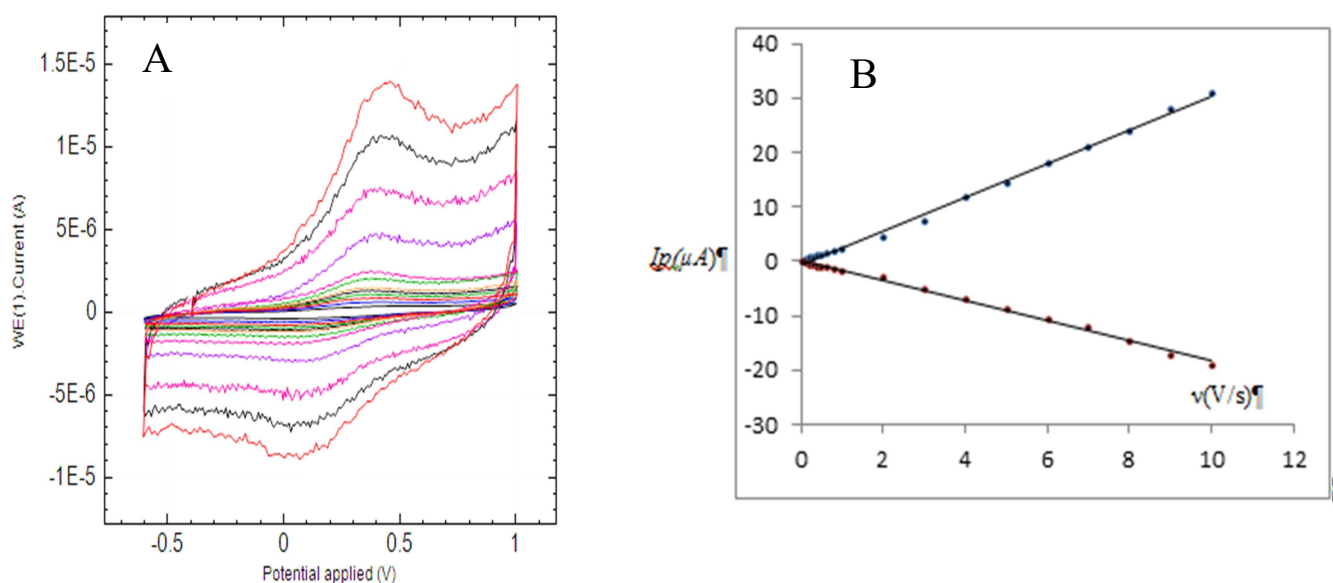 A
1.5E-5
1E-5
5E-6
0
-5E-6
-1E-5
WE(1).Current (A)
-0.5 0 0.5 1
Potential applied (V)
B
40
30
20
10
0
-10
-20
-30
Ip(µA)¶
ν(V/s)¶
0 2 4 6 8 10 12